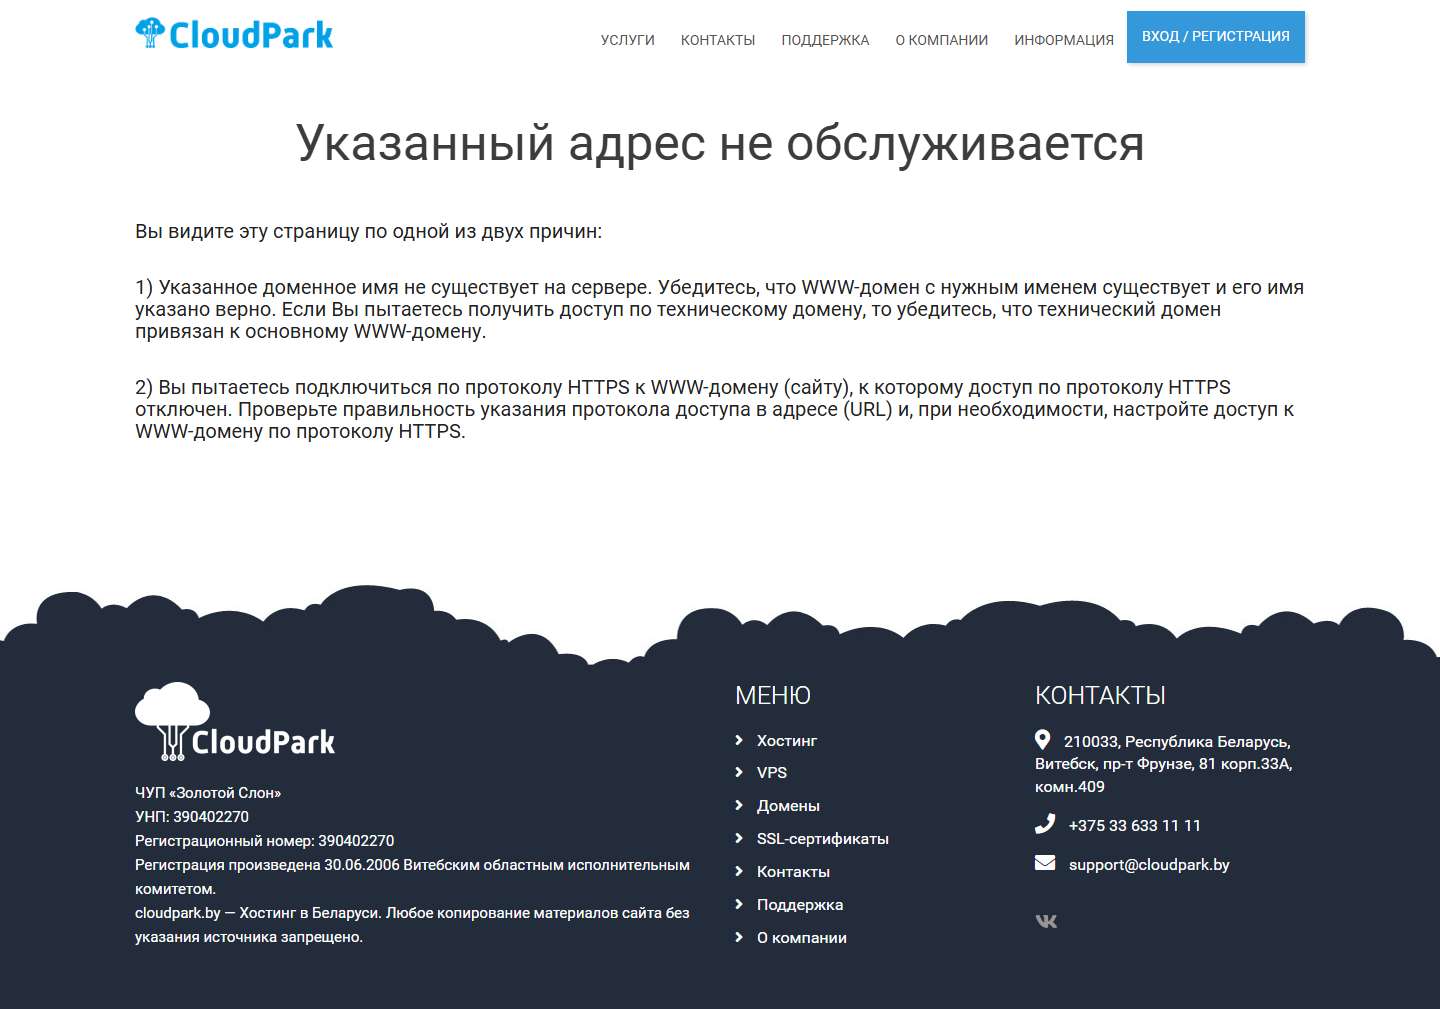 CloudPark
УСЛУГИ КОНТАКТЫ ПОДДЕРЖКА О КОМПАНИИ ИНФОРМАЦИЯ ВХОД / РЕГИСТРАЦИЯ
Указанный адрес не обслуживается
Вы видите эту страницу по одной из двух причин:
1) Указанное доменное имя не существует на сервере. Убедитесь, что WWW-домен с нужным именем существует и его имя
указано верно. Если Вы пытаетесь получить доступ по техническому домену, то убедитесь, что технический домен
привязан к основному WWW-домену.
2) Вы пытаетесь подключиться по протоколу HTTPS к WWW-домену (сайту), к которому доступ по протоколу HTTPS
отключен. Проверьте правильность указания протокола доступа в адресе (URL) и, при необходимости, настройте доступ к
WWW-домену по протоколу HTTPS.
CloudPark
ЧУП «Золотой Слон»
УНП: 390402270
Регистрационный номер: 390402270
Регистрация произведена 30.06.2006 Витебским областным исполнительным
комитетом.
cloudpark.by — Хостинг в Беларуси. Любое копирование материалов сайта без
указания источника запрещено.
МЕНЮ
Хостинг
VPS
Домены
SSL-сертификаты
Контакты
Поддержка
О компании
КОНТАКТЫ
210033, Республика Беларусь,
Витебск, пр-т Фрунзе, 81 корп.33А,
комн.409
+375 33 633 11 11
support@cloudpark.by